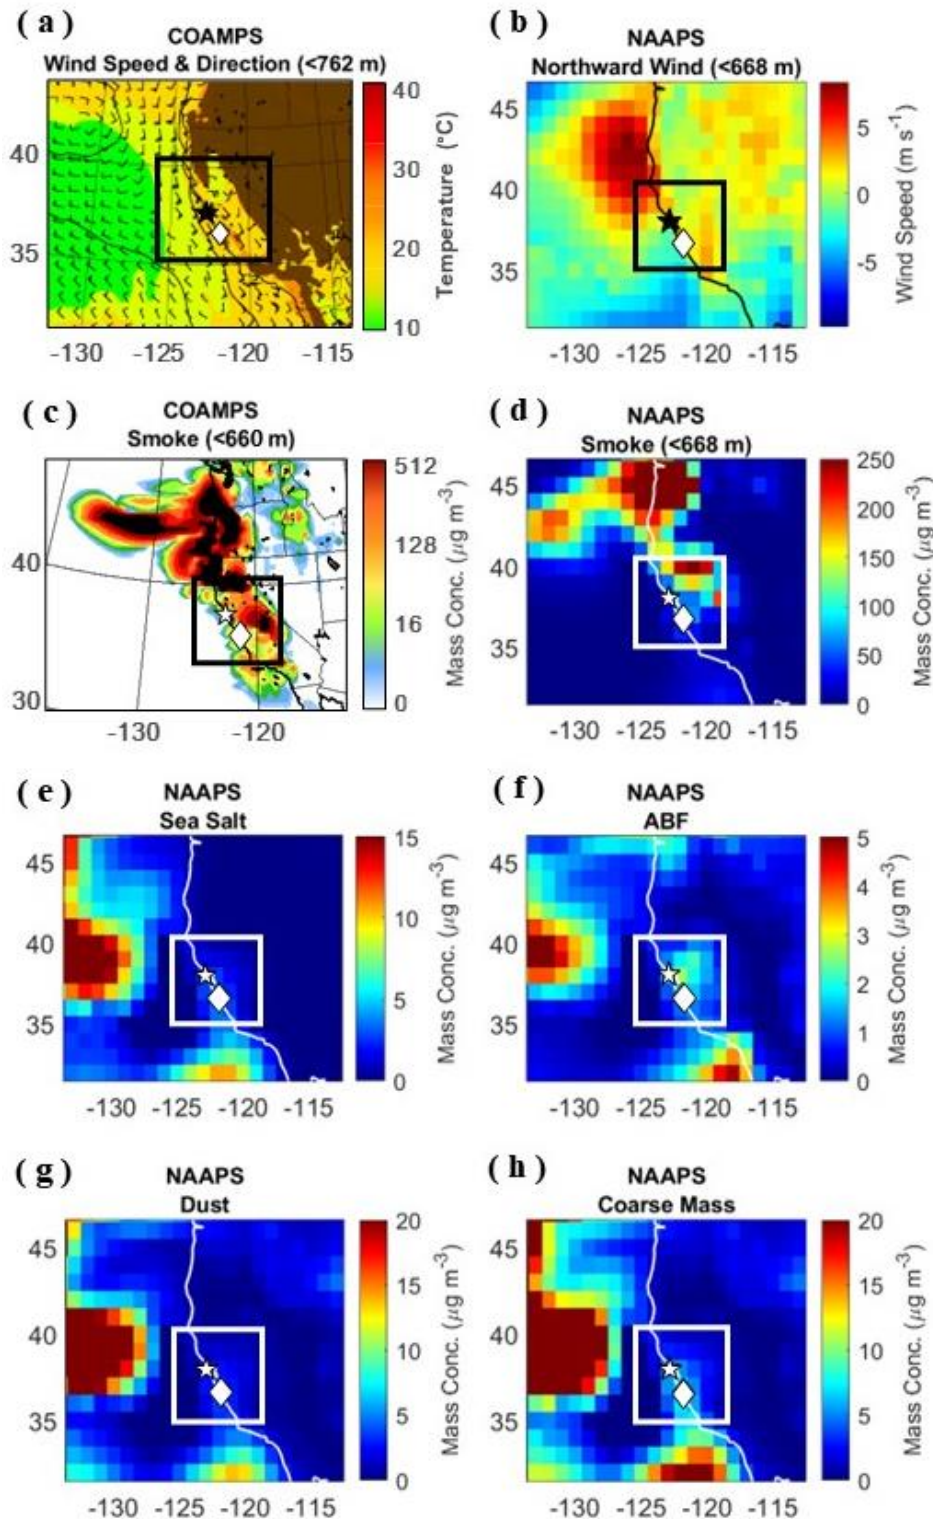 ( a )
COAMPS
Wind Speed & Direction (<762 m)
40
35
-130 -125 -120 -115
40
30
20
10
Temperature (°C)
( b )
NAAPS
Northward Wind (<668 m)
45
40
35
-130 -125 -120 -115
5
0
-5
Wind Speed (m s-1)
( c )
COAMPS
Smoke (<660 m)
40
30
-130 -120
512
128
16
0
Mass Conc. (μg m-3)
( d )
NAAPS
Smoke (<668 m)
45
40
35
-130 -125 -120 -115
250
200
150
100
50
0
Mass Conc. (μg m-3)
( e )
NAAPS
Sea Salt
45
40
35
-130 -125 -120 -115
15
10
5
0
Mass Conc. (μg m-3)
( f )
NAAPS
ABF
45
40
35
-130 -125 -120 -115
5
4
3
2
1
0
Mass Conc. (μg m-3)
( g )
NAAPS
Dust
45
40
35
-130 -125 -120 -115
20
15
10
5
0
Mass Conc. (μg m-3)
( h )
NAAPS
Coarse Mass
45
40
35
-130 -125 -120 -115
20
15
10
5
0
Mass Conc. (μg m-3)